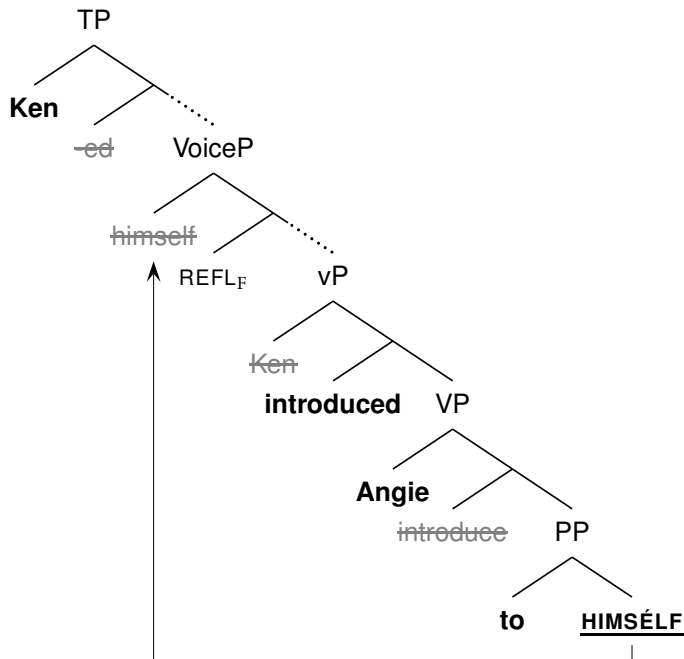 TP
Ken
-ed
VoiceP
himself
REFL_F
vP
Ken
introduced
VP
Angie
introduce
PP
to
HIMSÉLF